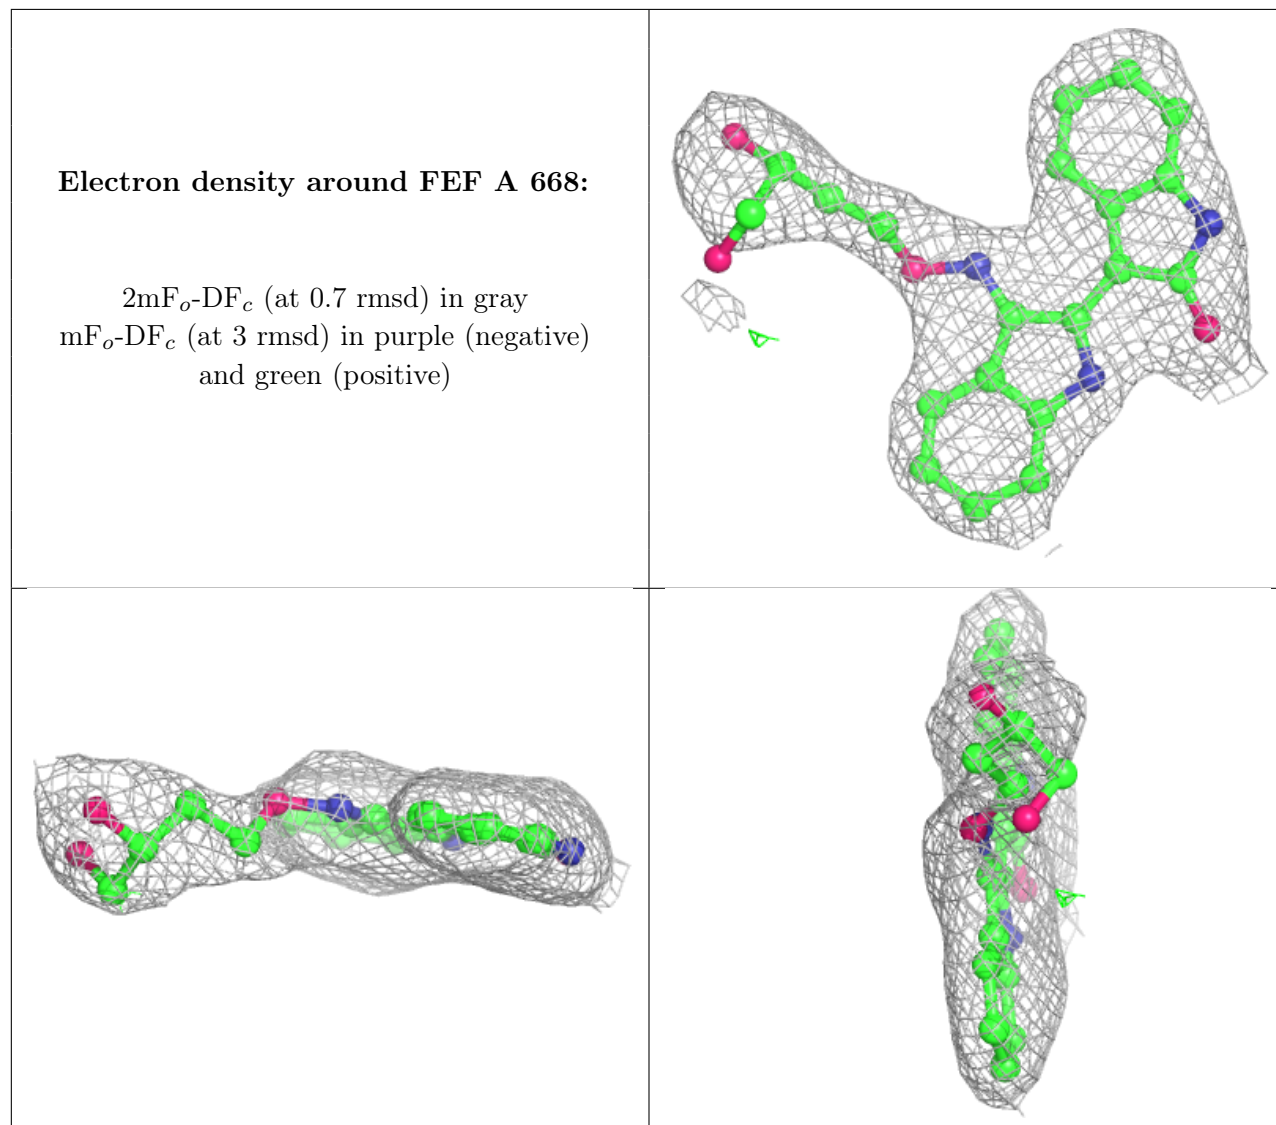 Electron density around FEF A 668:
2mFo-DFc (at 0.7 rmsd) in gray
mFo-DFc (at 3 rmsd) in purple (negative)
and green (positive)